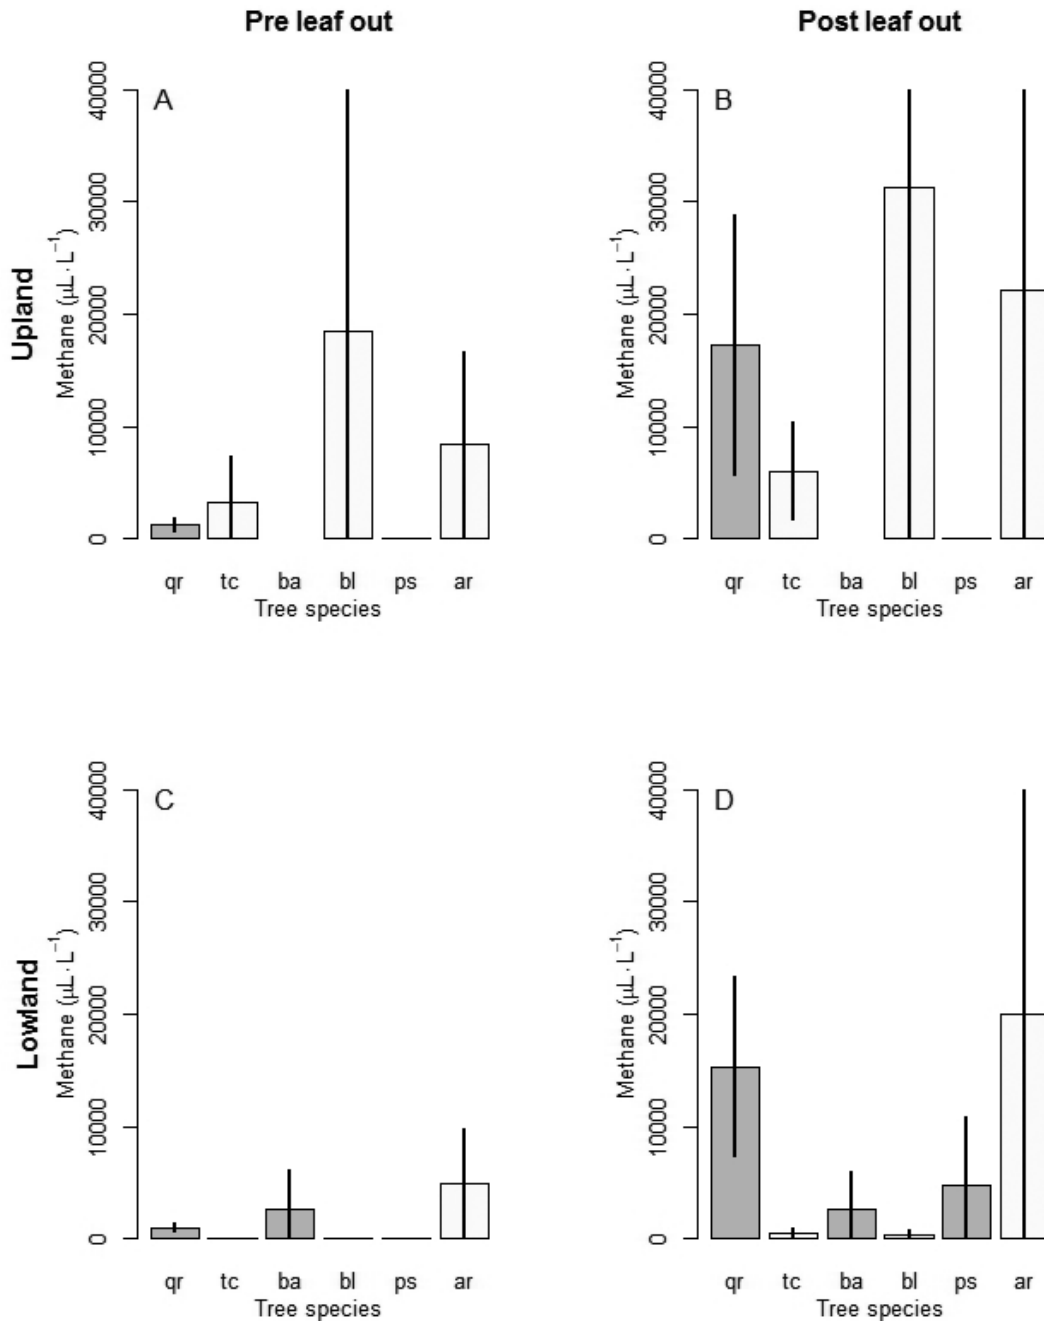 Pre leaf out
Post leaf out
Upland
A
Methane (μL·L⁻¹)
40000
30000
20000
10000
0
qr tc ba bl ps ar
Tree species
B
Methane (μL·L⁻¹)
40000
30000
20000
10000
0
qr tc ba bl ps ar
Tree species
Lowland
C
Methane (μL·L⁻¹)
40000
30000
20000
10000
0
qr tc ba bl ps ar
Tree species
D
Methane (μL·L⁻¹)
40000
30000
20000
10000
0
qr tc ba bl ps ar
Tree species